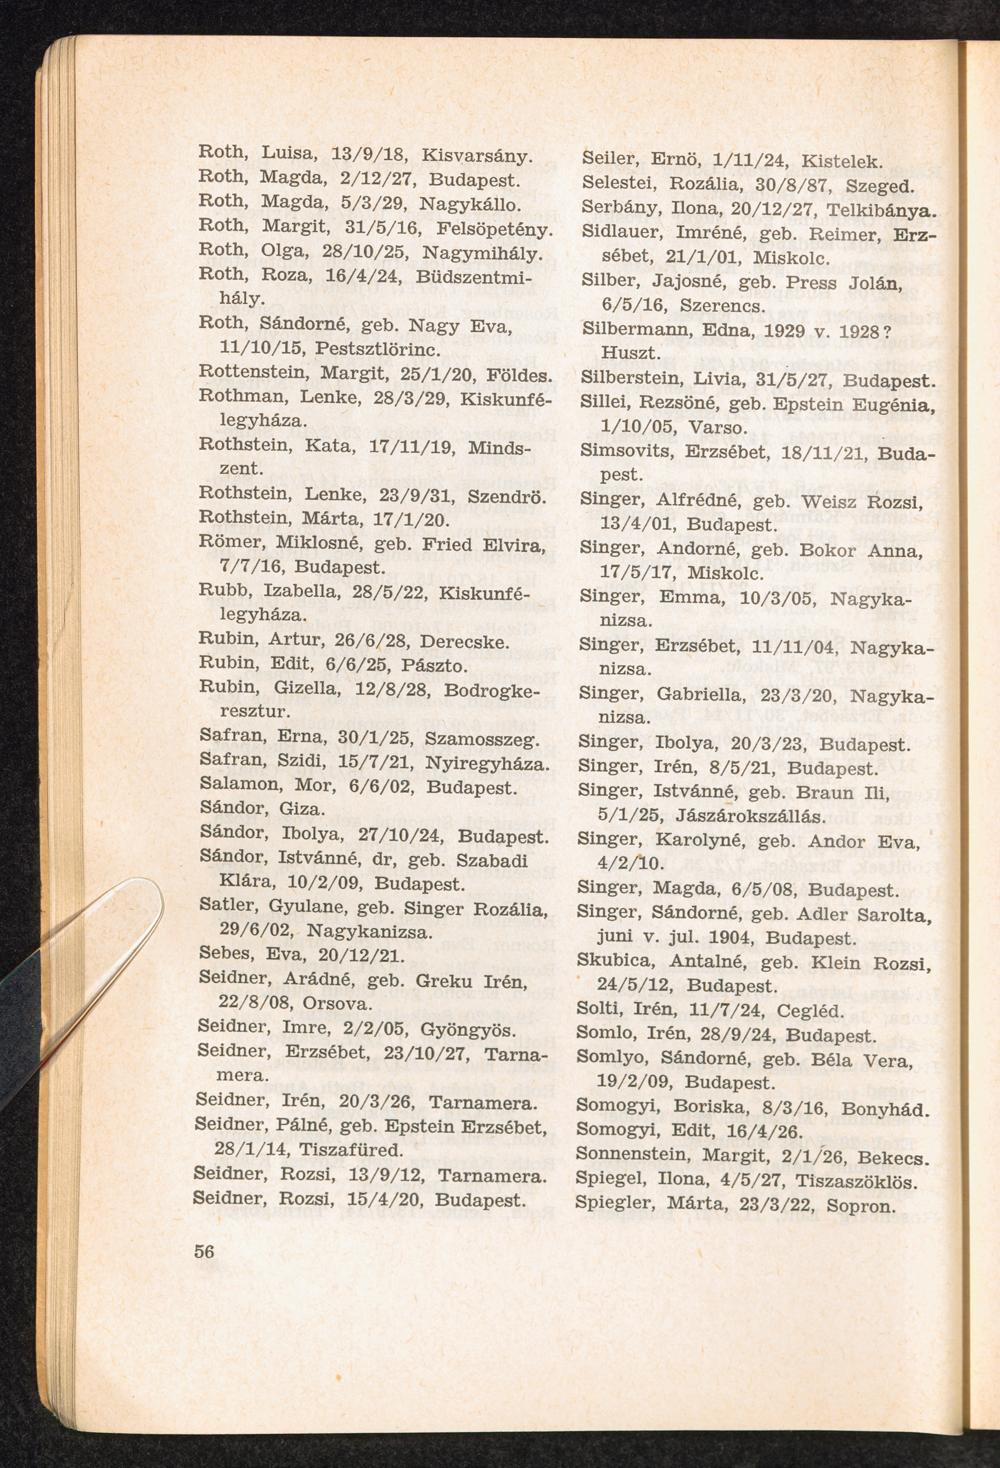 Roth, Luisa, 13/9/18, Kisvarsány.
Roth, Magda, 2/12/27, Budapest.
Roth, Magda, 5/3/29, Nagykállo.
Roth, Margit, 31/5/16, Felsöpetény.
Roth, Olga, 28/10/25, Nagymihály.
Roth, Roza, 16/4/24, Büdszentmi-
hály.
Roth, Sándorné, geb. Nagy Eva,
11/10/15, Pestsztlörinc.
Rottenstein, Margit, 25/1/20, Földes.
Rothman, Lenke, 28/3/29, Kiskunfé-
legyháza.
Rothstein, Kata, 17/11/19, Minds-
zent.
Rothstein, Lenke, 23/9/31, Szendrö.
Rothstein, Márta, 17/1/20.
Römer, Miklosné, geb. Fried Elvira,
7/7/16, Budapest.
Rubb, Izabella, 28/5/22, Kiskunfé-
legyháza.
Rubin, Artur, 26/6/28, Derecske.
Rubin, Edit, 6/6/25, Pászto.
Rubin, Gizella, 12/8/28, Bodrogke-
resztur.
Safran, Erna, 30/1/25, Szamosszeg.
Safran, Szidi, 15/7/21, Nyiregyháza.
Salamon, Mor, 6/6/02, Budapest.
Sándor, Giza.
Sándor, Ibolya, 27/10/24, Budapest.
Sándor, Istvánné, dr, geb. Szabadi
Klára, 10/2/09, Budapest.
Satler, Gyulane, geb. Singer Rozália,
29/6/02, Nagykanizsa.
Sebes, Eva, 20/12/21.
Seidner, Arádné, geb. Greku Irén,
22/8/08, Orsova.
Seidner, Imre, 2/2/05, Gyöngyös.
Seidner, Erzsébet, 23/10/27, Tarna-
mera.
Seidner, Irén, 20/3/26, Tarnamera.
Seidner, Pálné, geb. Epstein Erzsébet,
28/1/14, Tiszafüred.
Seidner, Rozsi, 13/9/12, Tarnamera.
Seidner, Rozsi, 15/4/20, Budapest.
Seiler, Ernö, 1/11/24, Kistelek.
Selestei, Rozália, 30/8/87, Szeged.
Serbány, Ilona, 20/12/27, Telkibánya.
Sidlauer, Imréné, geb. Reimer, Erz-
sébet, 21/1/01, Miskolc.
Silber, Jajosné, geb. Press Jolán,
6/5/16, Szerencs.
Silbermann, Edna, 1929 v. 1928?
Huszt.
Silberstein, Livia, 31/5/27, Budapest.
Sillei, Rezsöné, geb. Epstein Eugénia,
1/10/05, Varso.
Simsovits, Erzsébet, 18/11/21, Buda-
pest.
Singer, Alfrédné, geb. Weisz Rozsi,
13/4/01, Budapest.
Singer, Andorné, geb. Bokor Anna,
17/5/17, Miskolc.
Singer, Emma, 10/3/05, Nagyka-
nizsa.
Singer, Erzsébet, 11/11/04, Nagyka-
nizsa.
Singer, Gabriella, 23/3/20, Nagyka-
nizsa.
Singer, Ibolya, 20/3/23, Budapest.
Singer, Irén, 8/5/21, Budapest.
Singer, Istvánné, geb. Braun Ili,
5/1/25, Jászárokszállás.
Singer, Karolyné, geb. Andor Eva,
4/2/10.
Singer, Magda, 6/5/08, Budapest.
Singer, Sándorné, geb. Adler Sarolta,
juni v. jul. 1904, Budapest.
Skubica, Antalné, geb. Klein Rozsi,
24/5/12, Budapest.
Solti, Irén, 11/7/24, Cegléd.
Somlo, Irén, 28/9/24, Budapest.
Somlyo, Sándorné, geb. Béla Vera,
19/2/09, Budapest.
Somogyi, Boriska, 8/3/16, Bonyhád.
Somogyi, Edit, 16/4/26.
Sonnenstein, Margit, 2/1/26, Bekecs.
Spiegel, Ilona, 4/5/27, Tiszaszöklös.
Spiegler, Márta, 23/3/22, Sopron.
56